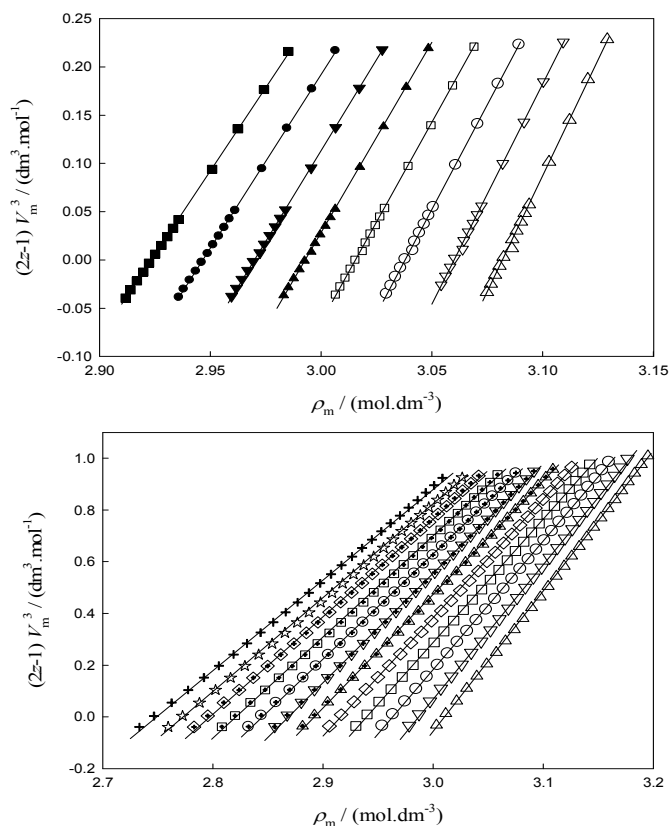 0.25
0.20
0.15
0.10
0.05
0.00
-0.05
-0.10
(2z-1) V_m^3 / (dm^3.mol^-1)
2.90 2.95 3.00 3.05 3.10 3.15
ρ_m / (mol.dm^-3)
1.0
0.8
0.6
0.4
0.2
0.0
-0.2
(2z-1) V_m^3 / (dm^3.mol^-1)
2.7 2.8 2.9 3.0 3.1 3.2
ρ_m / (mol.dm^-3)